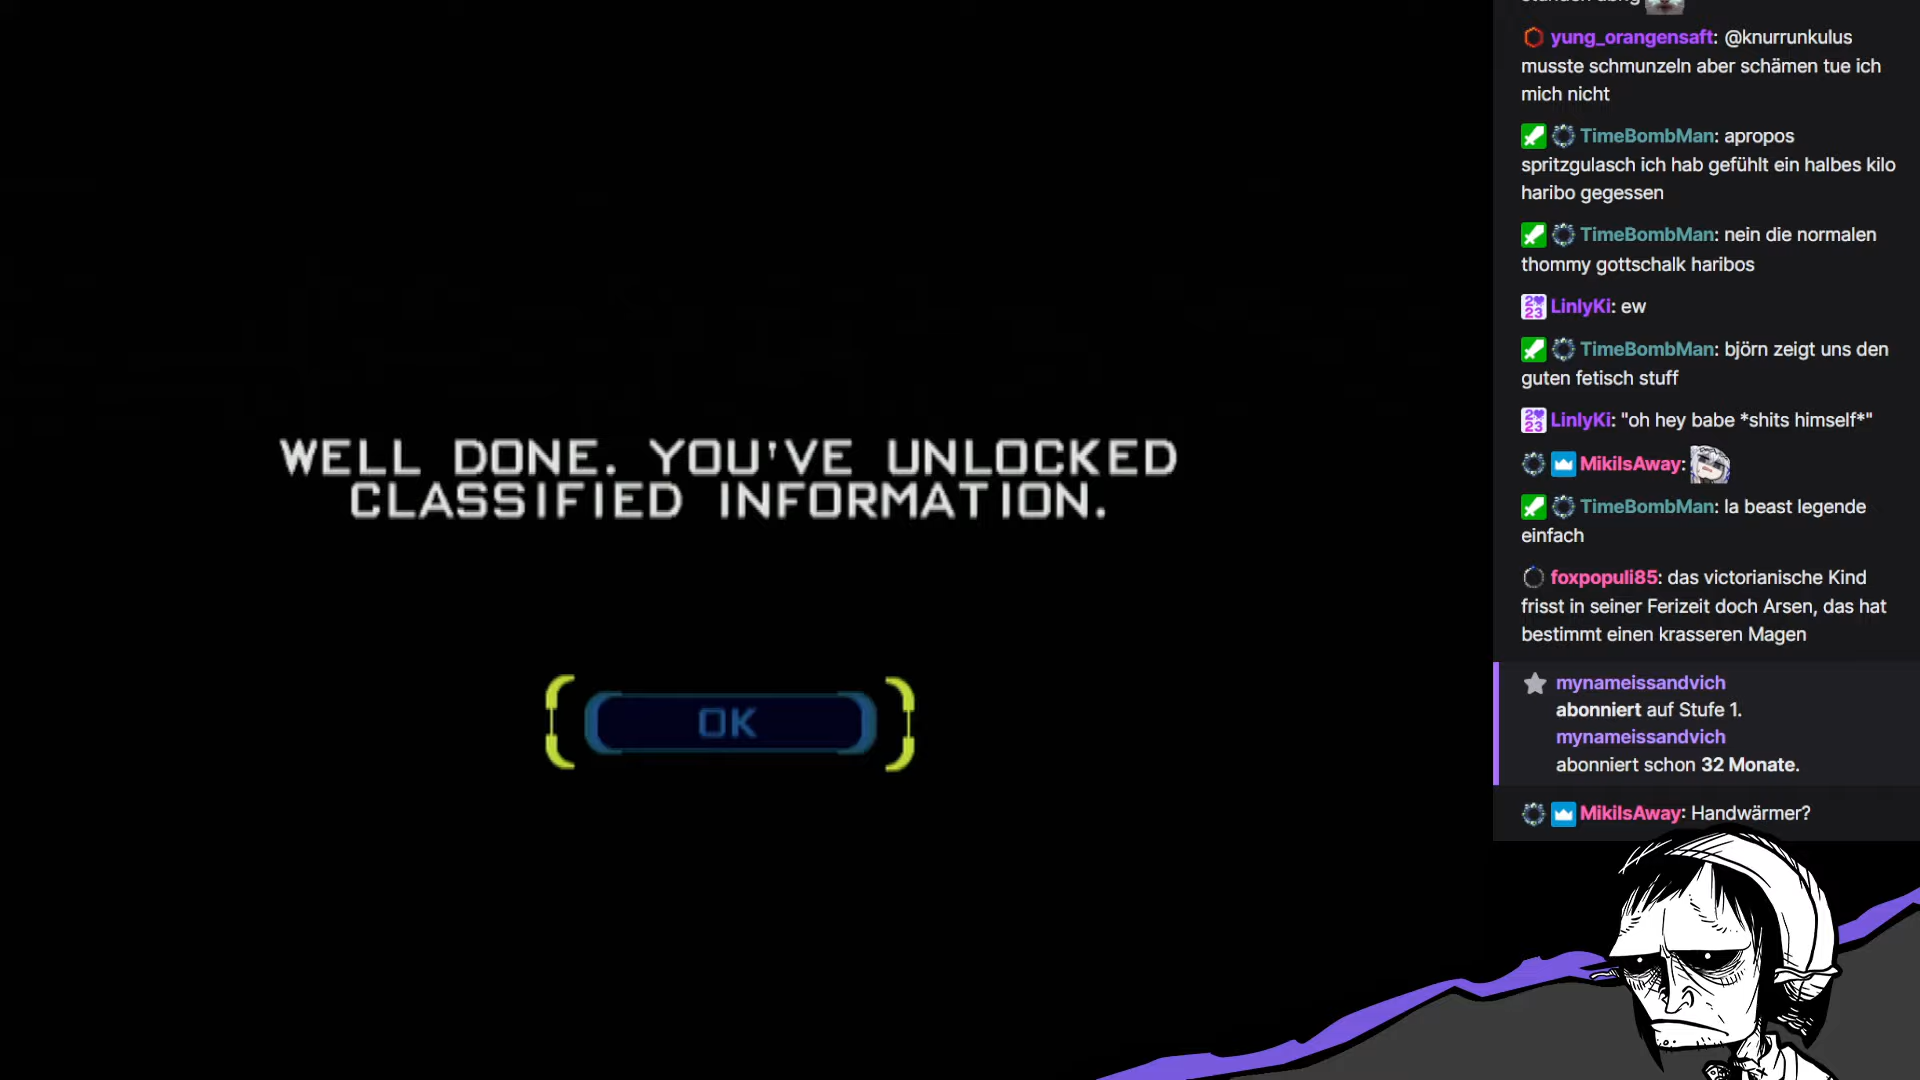 WELL DONE. YOU'VE UNLOCKED
CLASSIFIED INFORMATION.
OK
yung_orangensaft: @knurrunkulus
musste schmunzeln aber schämen tue ich
mich nicht
TimeBombMan: apropos
spritzgulasch ich hab gefühlt ein halbes kilo
haribo gegessen
TimeBombMan: nein die normalen
thommy gottschalk haribos
2023 LinlyKi: ew
TimeBombMan: björn zeigt uns den
guten fetisch stuff
2023 LinlyKi: "oh hey babe *shits himself*"
MikiIsAway:
TimeBombMan: la beast legende
einfach
foxpopuli85: das victorianische Kind
frisst in seiner Ferizeit doch Arsen, das hat
bestimmt einen krasseren Magen
mynameissandvich
abonniert auf Stufe 1.
mynameissandvich
abonniert schon 32 Monate.
MikiIsAway: Handwärmer?